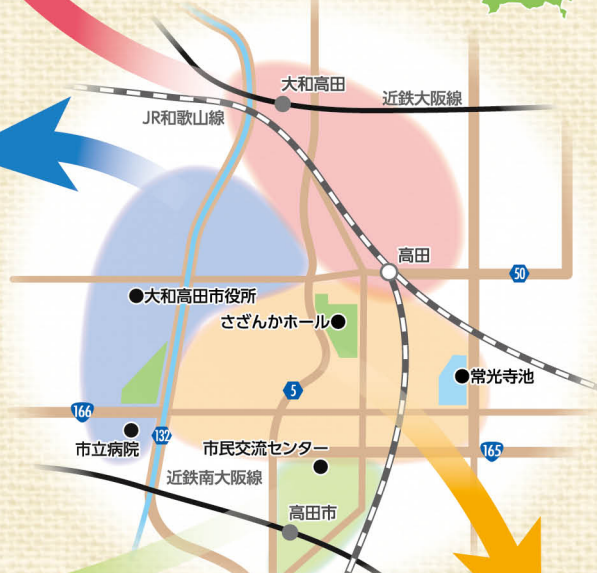 大和高田
近鉄大阪線
JR和歌山線
高田
50
大和高田市役所
さざんかホール
常光寺池
5
166
132
市立病院
市民交流センター
165
近鉄南大阪線
高田市